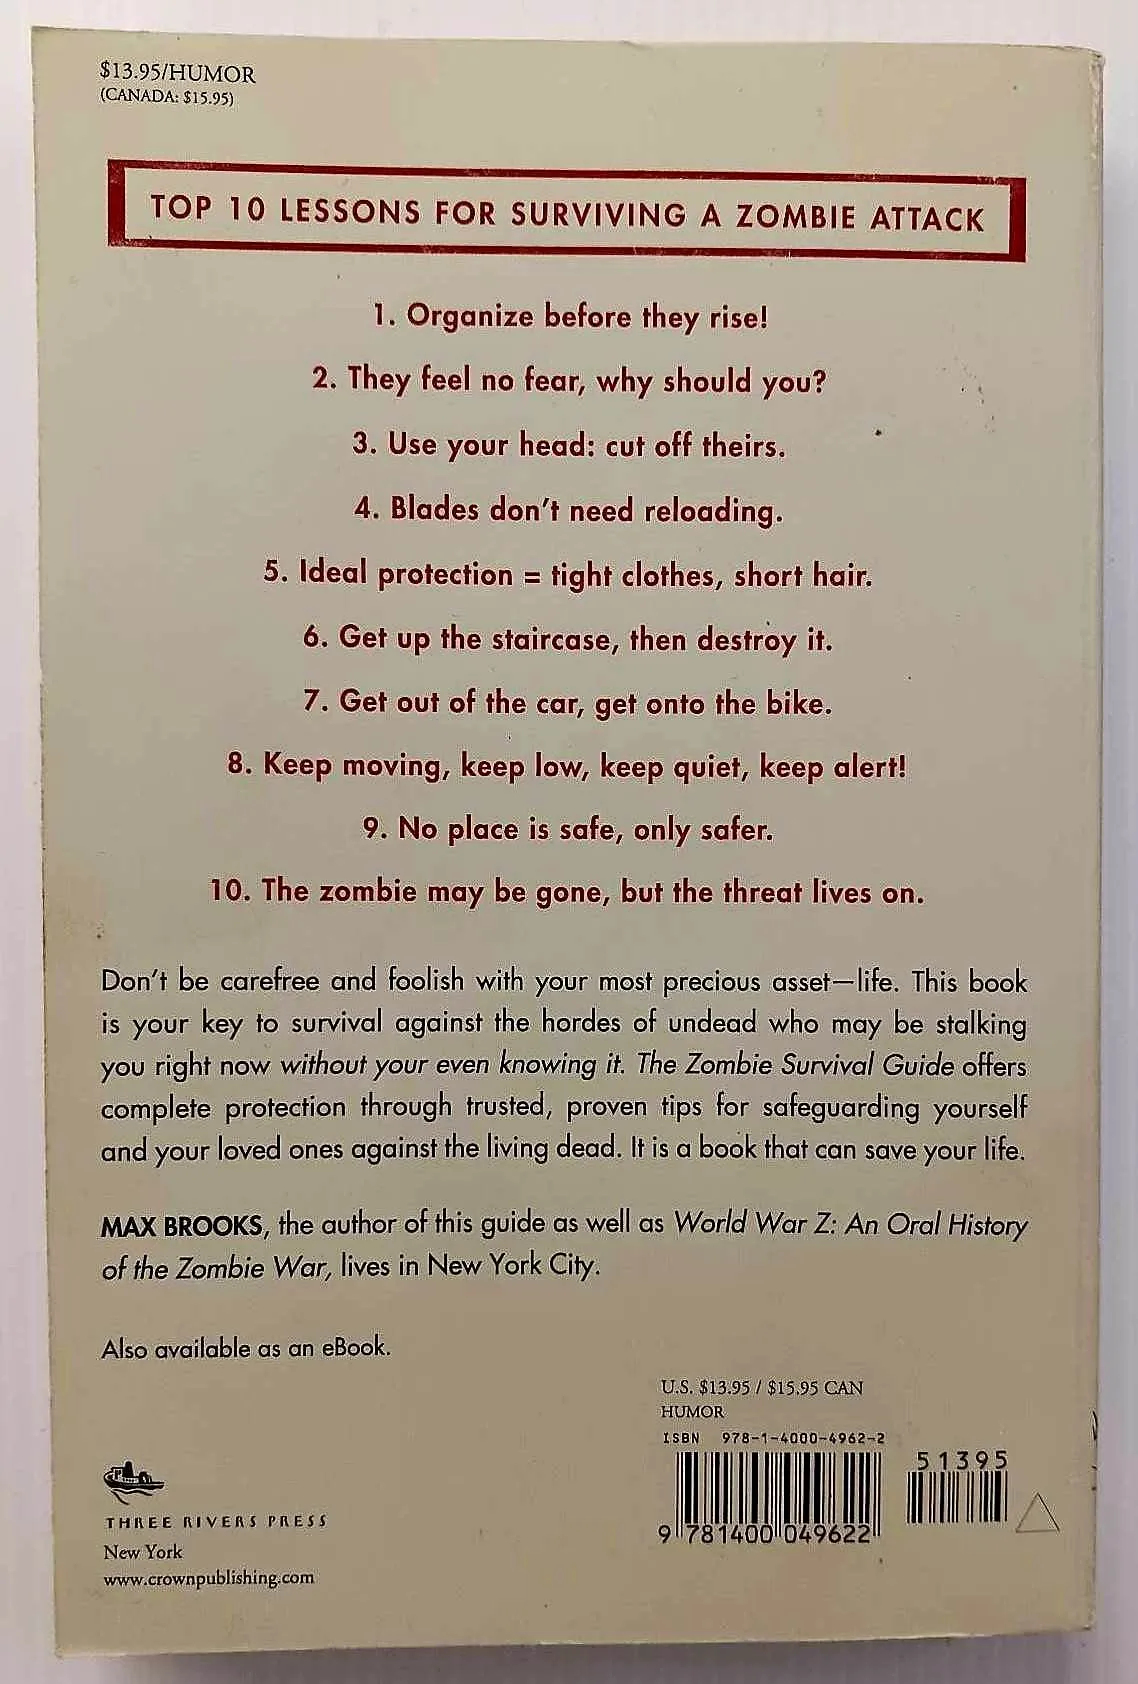 $13.95/HUMOR
(CANADA: $15.95)
TOP 10 LESSONS FOR SURVIVING A ZOMBIE ATTACK
1. Organize before they rise!
2. They feel no fear, why should you?
3. Use your head: cut off theirs.
4. Blades don't need reloading.
5. Ideal protection = tight clothes, short hair.
6. Get up the staircase, then destroy it.
7. Get out of the car, get onto the bike.
8. Keep moving, keep low, keep quiet, keep alert!
9. No place is safe, only safer.
10. The zombie may be gone, but the threat lives on.
Don't be carefree and foolish with your most precious asset—life. This book
is your key to survival against the hordes of undead who may be stalking
you right now without your even knowing it. The Zombie Survival Guide offers
complete protection through trusted, proven tips for safeguarding yourself
and your loved ones against the living dead. It is a book that can save your life.
MAX BROOKS, the author of this guide as well as World War Z: An Oral History
of the Zombie War, lives in New York City.
Also available as an eBook.
U.S. $13.95 / $15.95 CAN
HUMOR
ISBN 978-1-4000-4962-2
51395
9 781400 049622
THREE RIVERS PRESS
New York
www.crownpublishing.com